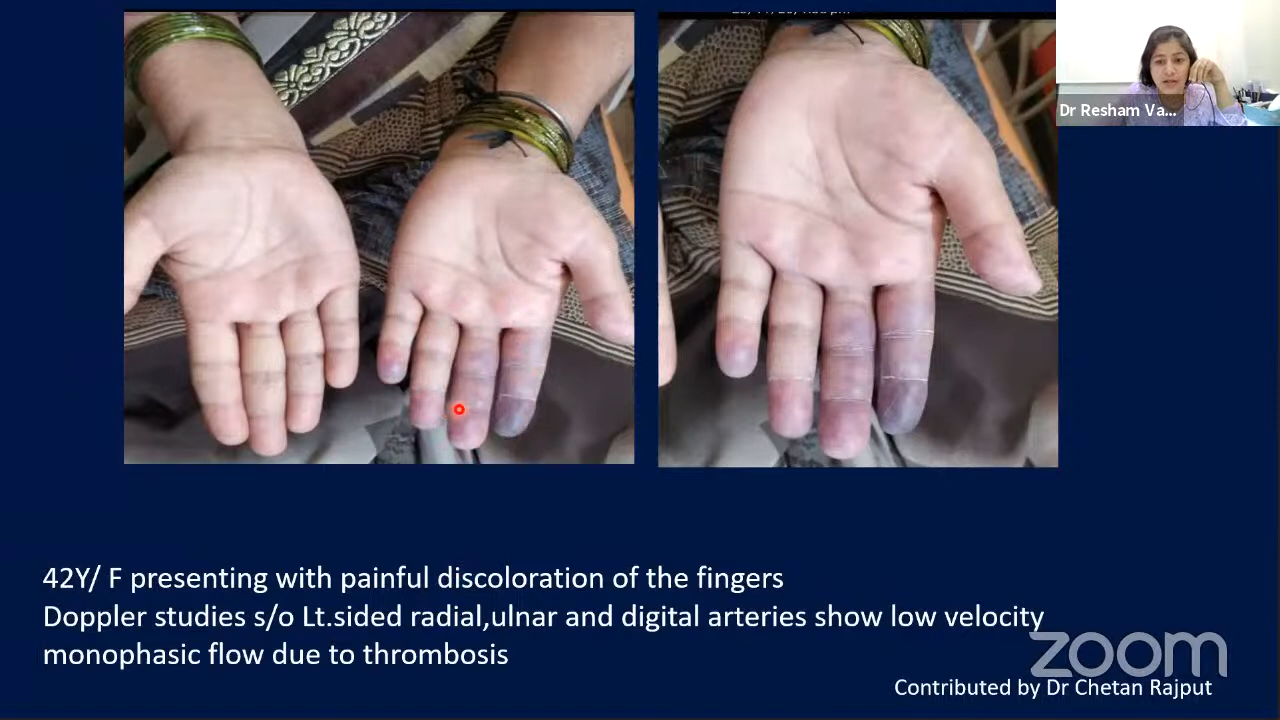 Dr Resham Va...
42Y/ F presenting with painful discoloration of the fingers
Doppler studies s/o Lt.sided radial,ulnar and digital arteries show low velocity
monophasic flow due to thrombosis
zoom
Contributed by Dr Chetan Rajput